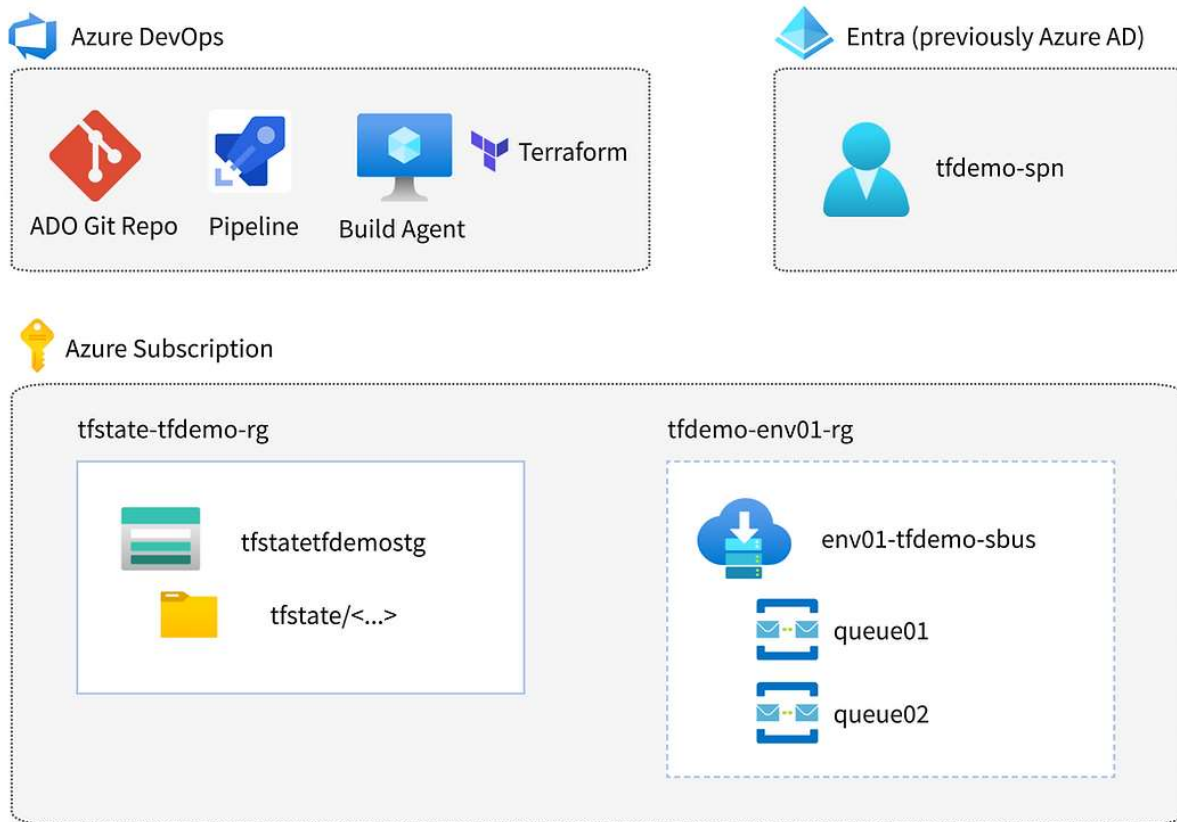 Azure DevOps
Entra (previously Azure AD)
Terraform
tfdemo-spn
ADO Git Repo
Pipeline
Build Agent
Azure Subscription
tfstate-tfdemo-rg
tfdemo-env01-rg
tfstatetfdemostg
env01-tfdemo-sbus
tfstate/<...>
queue01
queue02